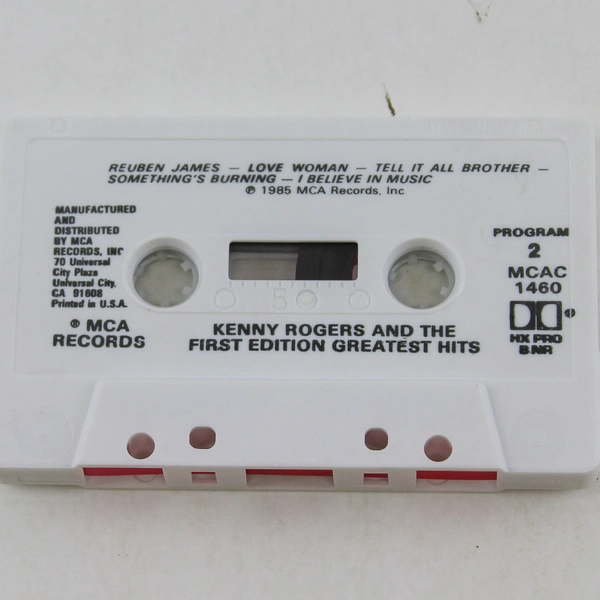 REUBEN JAMES — LOVE WOMAN — TELL IT ALL BROTHER —
SOMETHING'S BURNING — I BELIEVE IN MUSIC
℗ 1985 MCA Records, Inc
MANUFACTURED
AND
DISTRIBUTED
BY MCA
RECORDS, INC
70 Universal
City Plaza
Universal City,
CA 91608
Printed in U.S.A.
® MCA
RECORDS
5
KENNY ROGERS AND THE
FIRST EDITION GREATEST HITS
PROGRAM
2
MCAC
1460
HX PRO
B NR